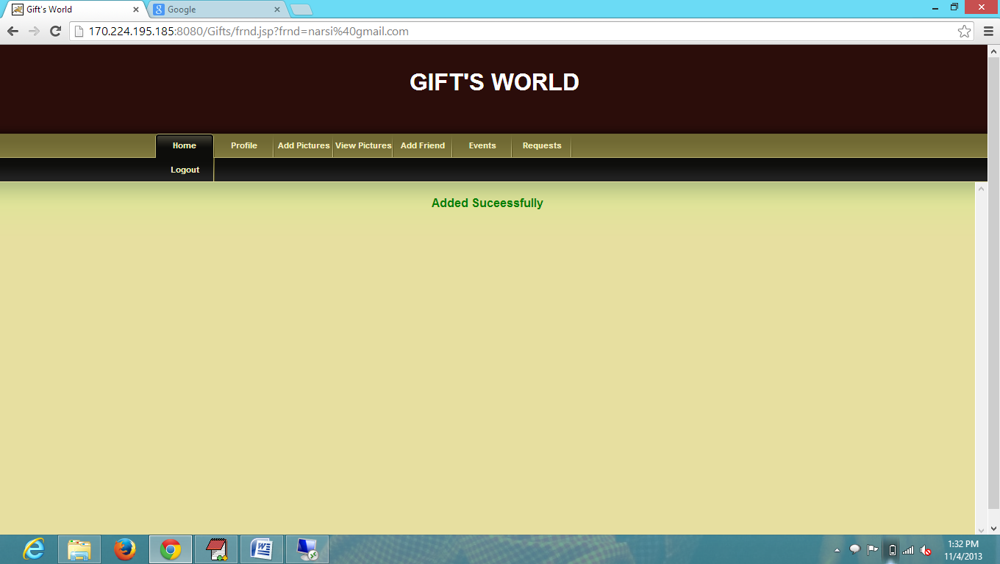 Gift's World
Google
170.224.195.185:8080/Gifts/frnd.jsp?frnd=narsi%40gmail.com
GIFT'S WORLD
Home Profile Add Pictures View Pictures Add Friend Events Requests
Logout
Added Suceessfully
1:32 PM
11/4/2013